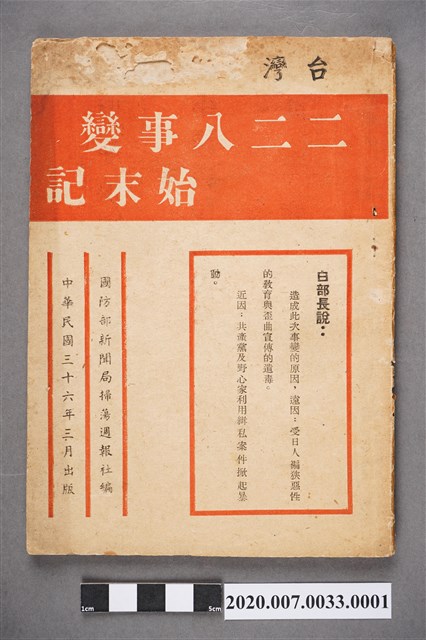 台灣
二二八事變
始末記
白部長說：
造成此次事變的原因，遠因：受日人褊狹惡性
的教育與歪曲宣傳的遺毒。
近因：共產黨及野心家利用緝私案件掀起暴
動。
國防部新聞局掃蕩週報社編
中華民國三十六年三月出版
1cm
5cm
2020.007.0033.0001